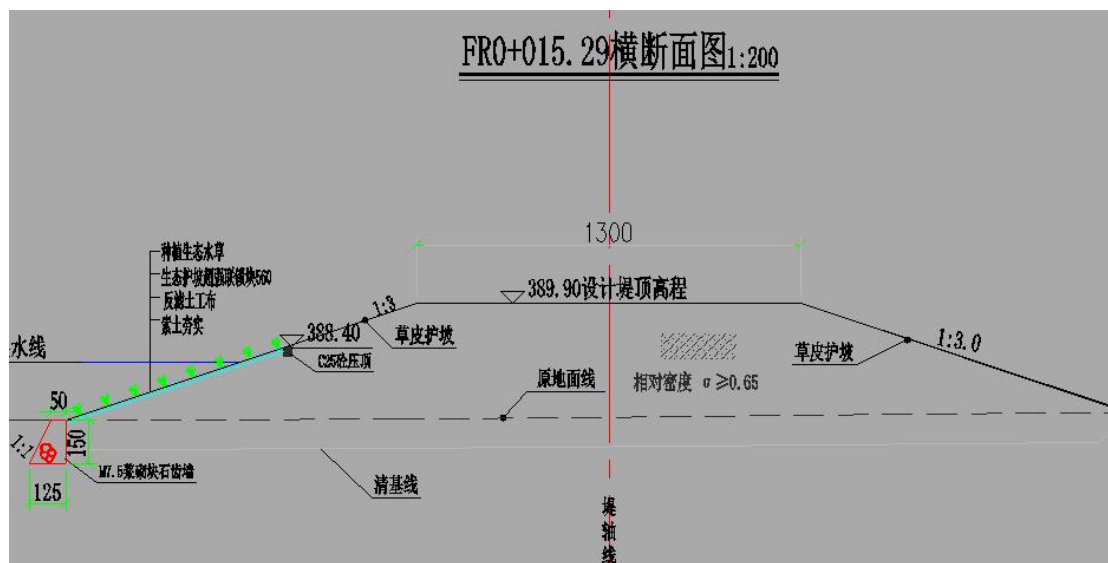 FR0+015.29横断面图1:200
1300
种植生态水草
生态护坡超强联锁块S60
反滤土工布
素土夯实
389.90设计堤顶高程
1:3
388.40
草皮护坡
C25砼压顶
水线
草皮护坡
1:3.0
原地面线
相对密度 σ≥0.65
50
1:1
150
M7.5浆砌块石齿墙
125
清基线
堤轴线